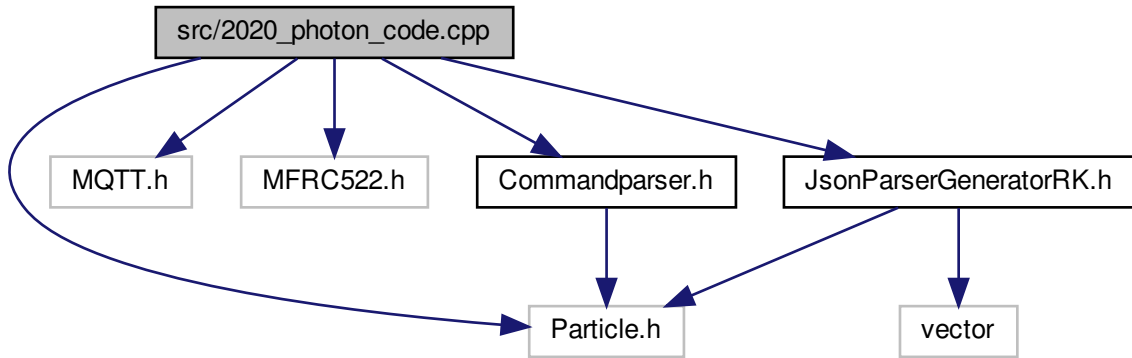 src/2020_photon_code.cpp
MQTT.h
MFRC522.h
Commandparser.h
JsonParserGeneratorRK.h
Particle.h
vector